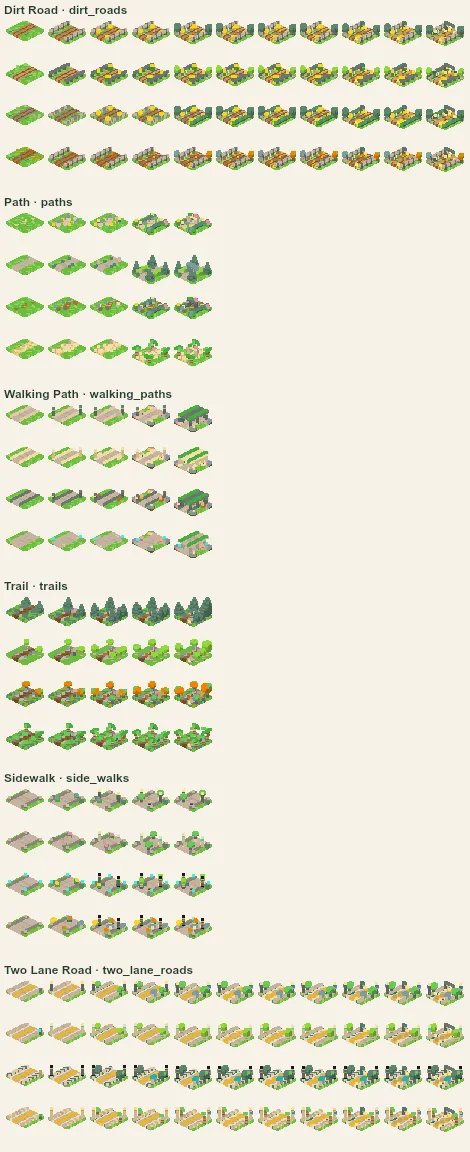 Dirt Road · dirt_roads
Path · paths
Walking Path · walking_paths
Trail · trails
Sidewalk · side_walks
Two Lane Road · two_lane_roads